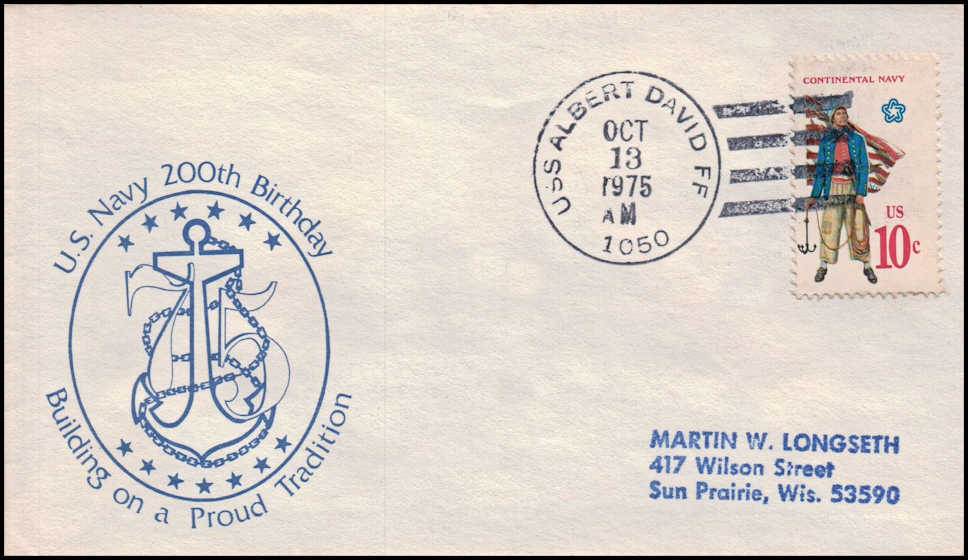 U.S. Navy 200th Birthday
75
Building on a Proud Tradition
USS ALBERT DAVID FF
OCT
13
1975
AM
1050
CONTINENTAL NAVY
US
10c
MARTIN W. LONGSETH
417 Wilson Street
Sun Prairie, Wis. 53590